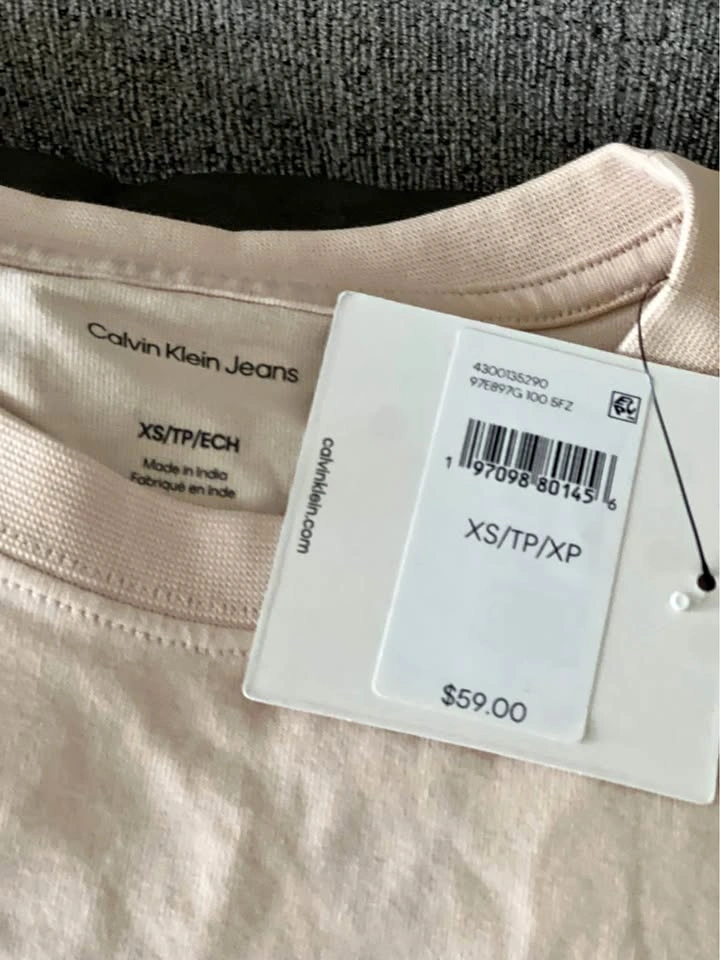 Calvin Klein Jeans
XS/TP/ECH
Made in India
Fabriqué en Inde
calvinklein.com
4300135290
97E897G 100 5FZ
1 97098 80145 6
XS/TP/XP
$59.00